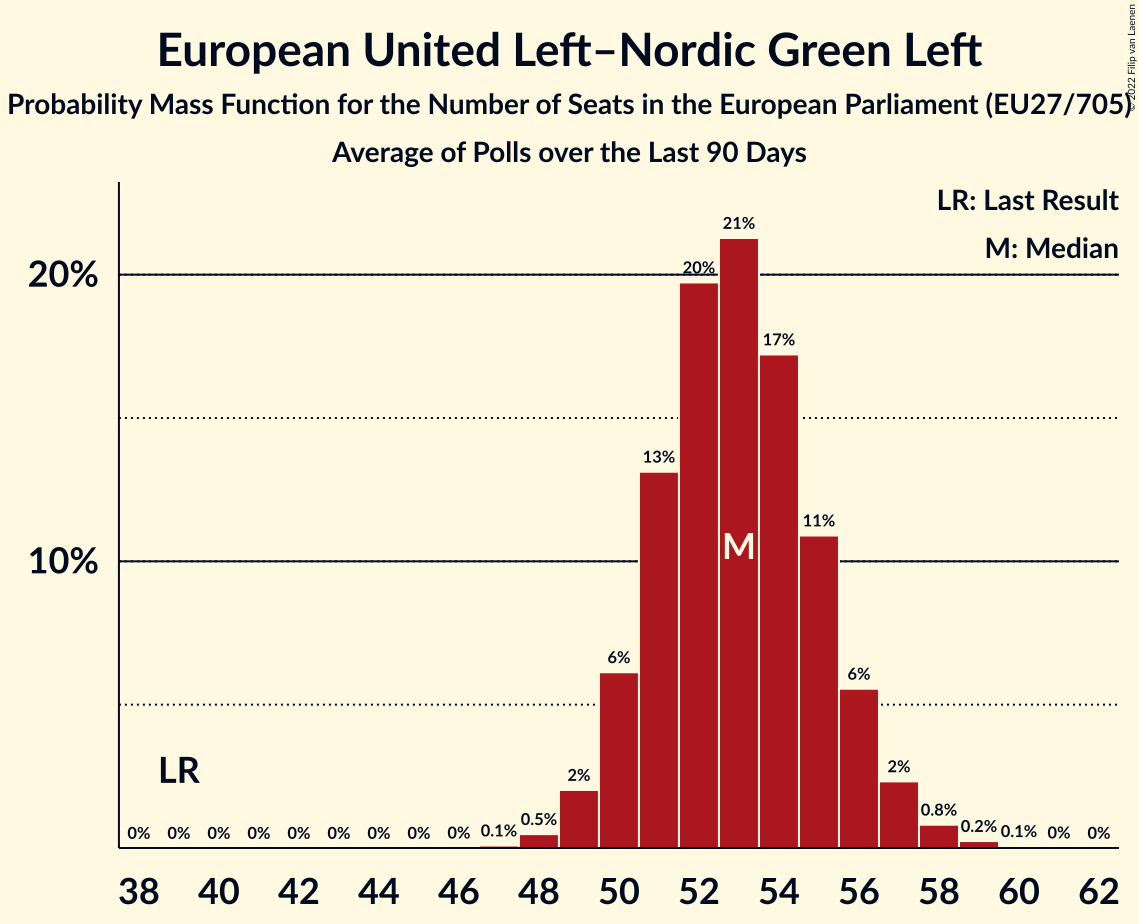 European United Left–Nordic Green Left
Probability Mass Function for the Number of Seats in the European Parliament (EU27/705)
Average of Polls over the Last 90 Days
© 2022 Filip van Laenen
LR: Last Result
M: Median
20%
10%
21%
20%
17%
13%
11%
M
6%
6%
LR
2%
2%
0% 0% 0% 0% 0% 0% 0% 0% 0% 0.1% 0.5% 0.8% 0.2% 0.1% 0% 0%
38 40 42 44 46 48 50 52 54 56 58 60 62